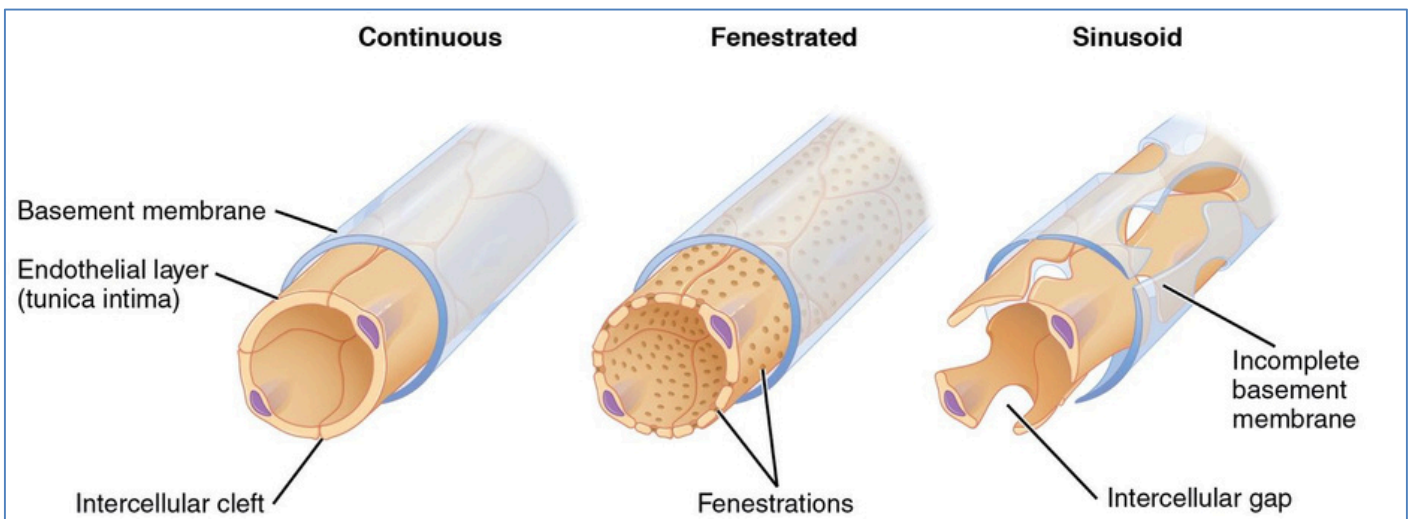 Continuous
Fenestrated
Sinusoid
Basement membrane
Endothelial layer
(tunica intima)
Intercellular cleft
Fenestrations
Incomplete
basement
membrane
Intercellular gap